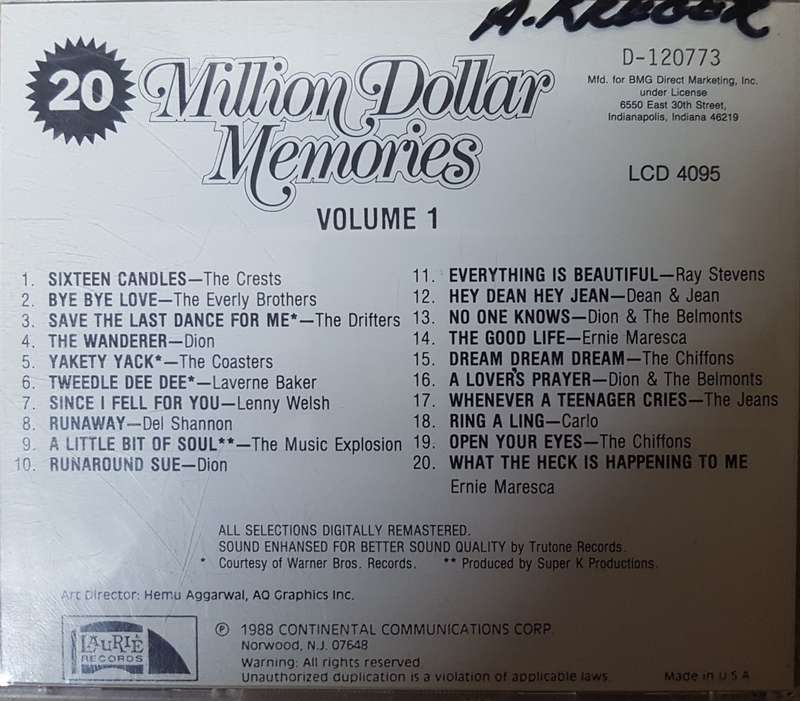 A. KRUGER
20
Million Dollar
Memories
VOLUME 1
D-120773
Mfd. for BMG Direct Marketing, Inc.
under License
6550 East 30th Street,
Indianapolis, Indiana 46219
LCD 4095
1. SIXTEEN CANDLES—The Crests
2. BYE BYE LOVE—The Everly Brothers
3. SAVE THE LAST DANCE FOR ME*—The Drifters
4. THE WANDERER—Dion
5. YAKETY YACK*—The Coasters
6. TWEEDLE DEE DEE*—Laverne Baker
7. SINCE I FELL FOR YOU—Lenny Welsh
8. RUNAWAY—Del Shannon
9. A LITTLE BIT OF SOUL**—The Music Explosion
10. RUNAROUND SUE—Dion
11. EVERYTHING IS BEAUTIFUL—Ray Stevens
12. HEY DEAN HEY JEAN—Dean & Jean
13. NO ONE KNOWS—Dion & The Belmonts
14. THE GOOD LIFE—Ernie Maresca
15. DREAM DREAM DREAM—The Chiffons
16. A LOVER'S PRAYER—Dion & The Belmonts
17. WHENEVER A TEENAGER CRIES—The Jeans
18. RING A LING—Carlo
19. OPEN YOUR EYES—The Chiffons
20. WHAT THE HECK IS HAPPENING TO ME
Ernie Maresca
ALL SELECTIONS DIGITALLY REMASTERED.
SOUND ENHANSED FOR BETTER SOUND QUALITY by Trutone Records.
* Courtesy of Warner Bros. Records. ** Produced by Super K Productions.
Art Director: Hemu Aggarwal, AQ Graphics Inc.
LAURIE
RECORDS
℗ 1988 CONTINENTAL COMMUNICATIONS CORP.
Norwood, N.J. 07648
Warning: All rights reserved
Unauthorized duplication is a violation of applicable laws.
Made in U S A